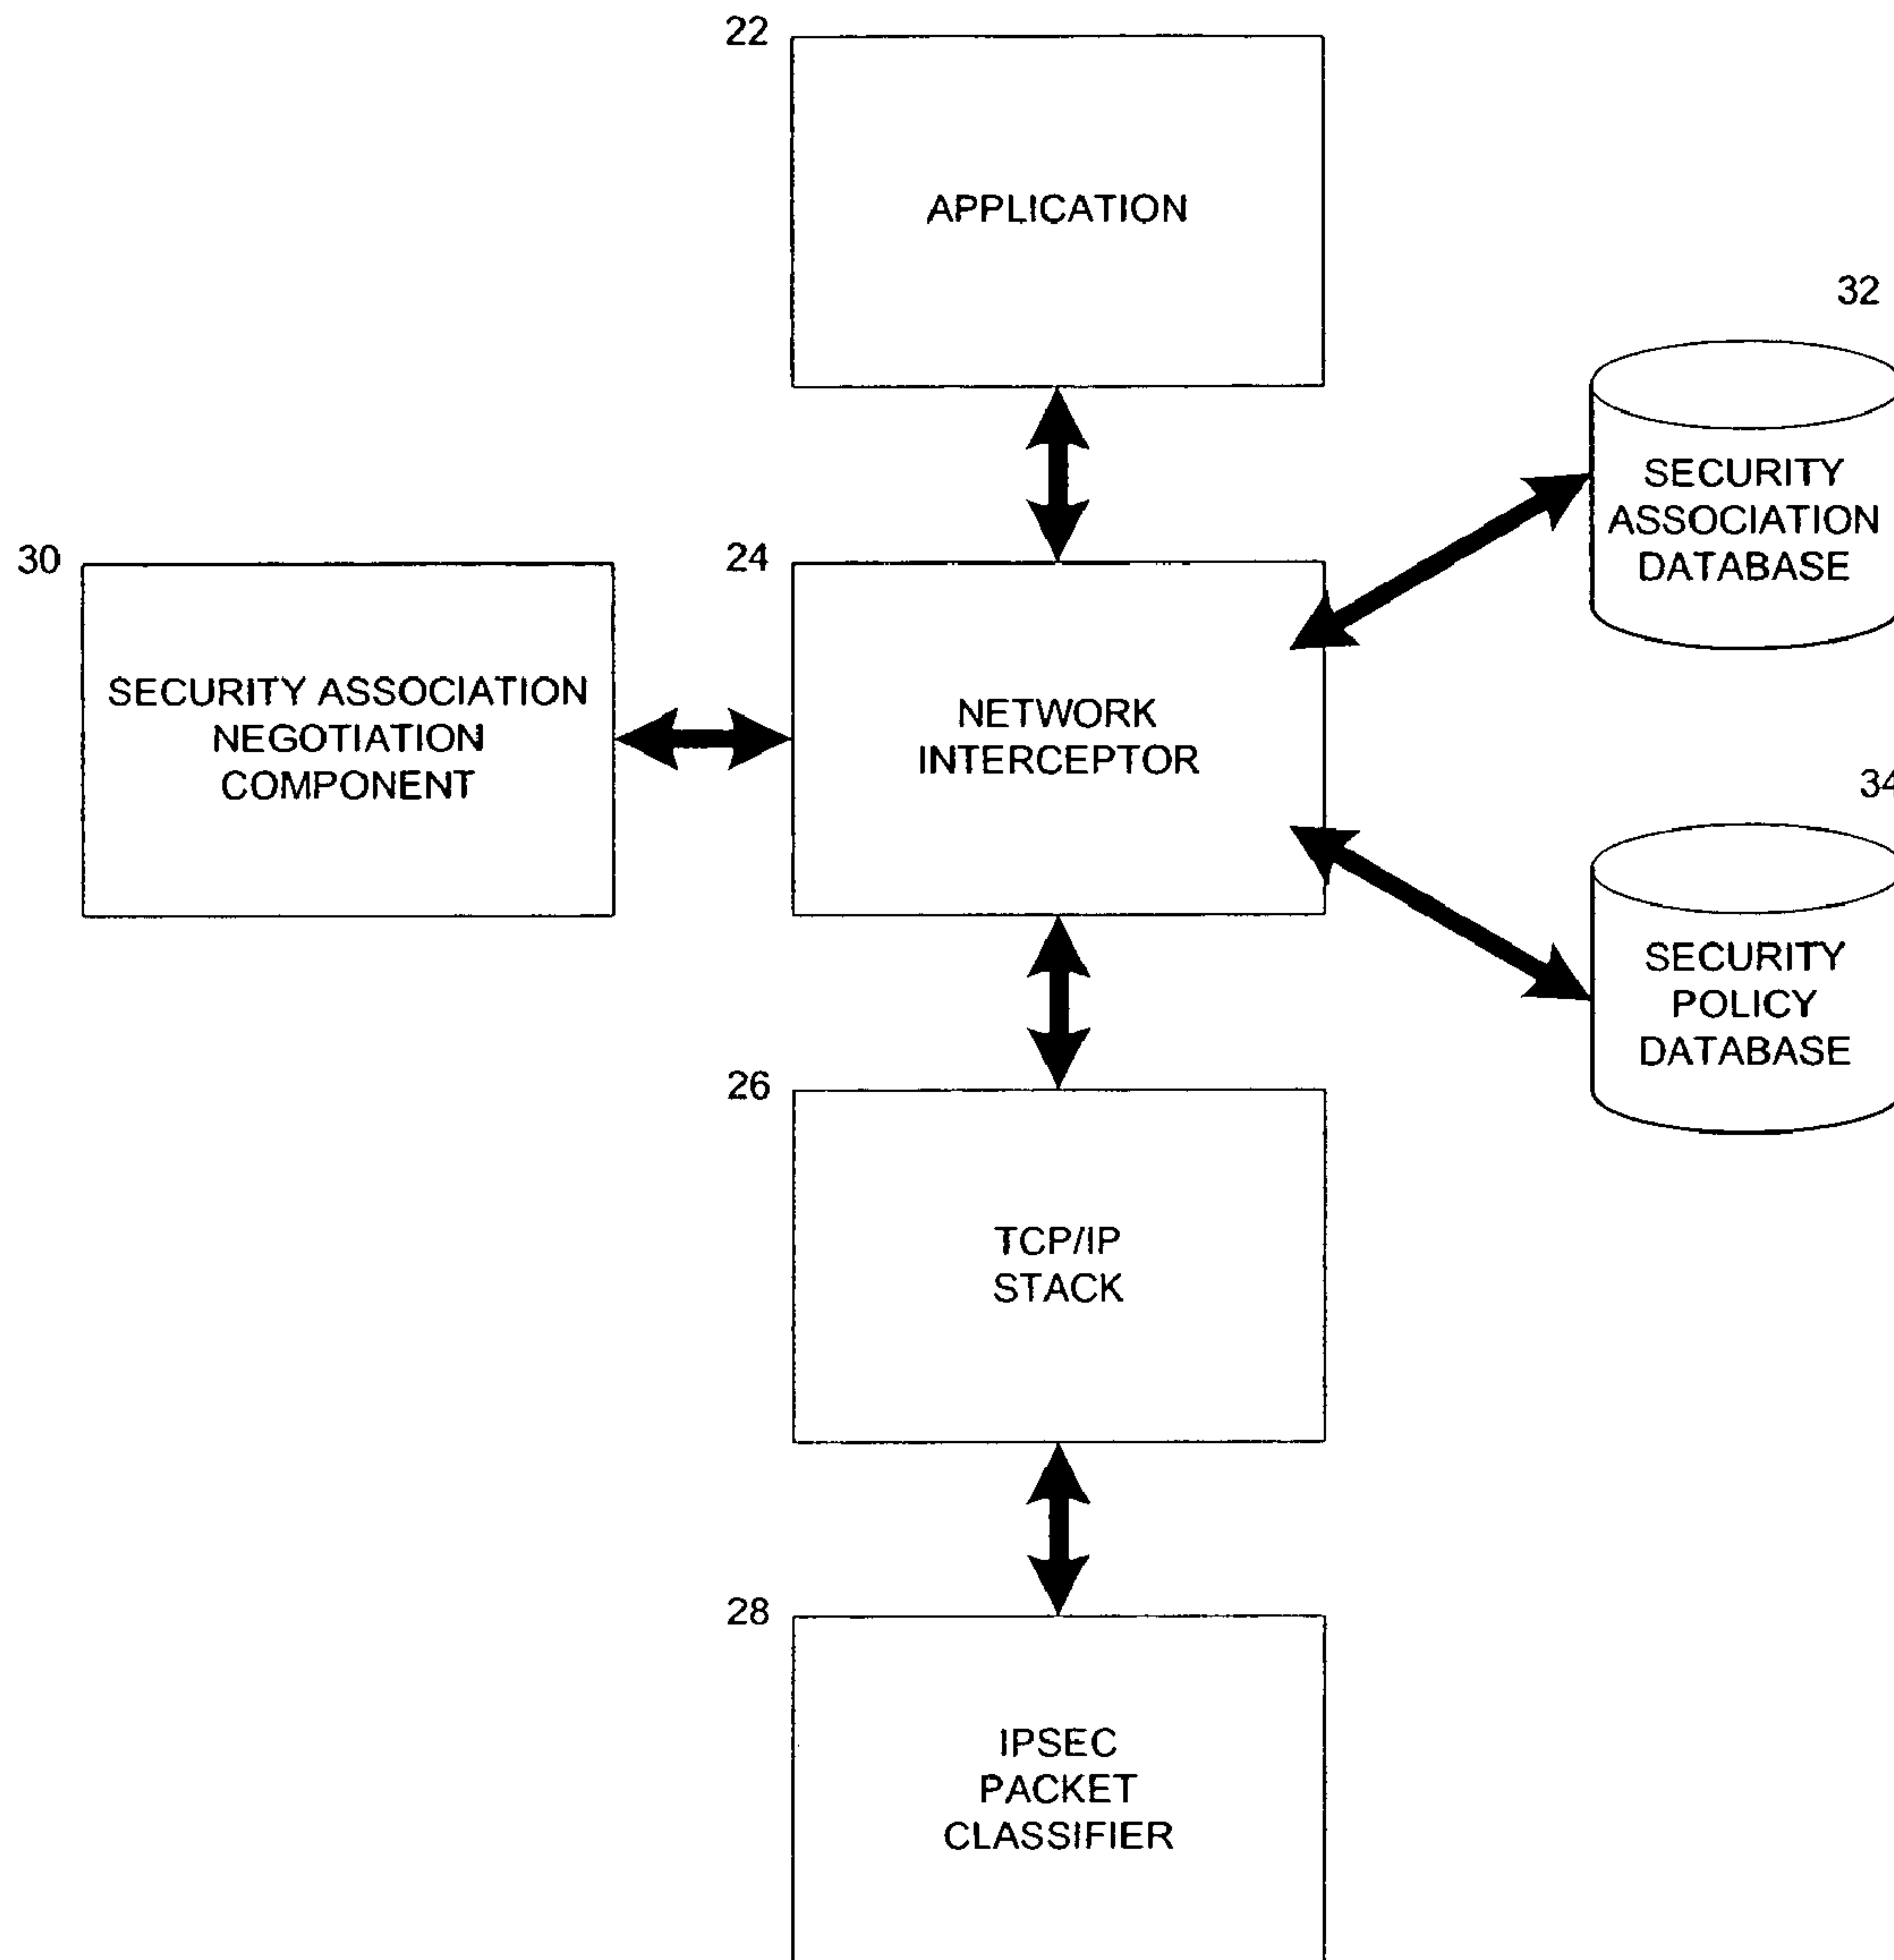 22
APPLICATION
32
SECURITY
ASSOCIATION
DATABASE
30
SECURITY ASSOCIATION
NEGOTIATION
COMPONENT
24
NETWORK
INTERCEPTOR
34
SECURITY
POLICY
DATABASE
26
TCP/IP
STACK
28
IPSEC
PACKET
CLASSIFIER